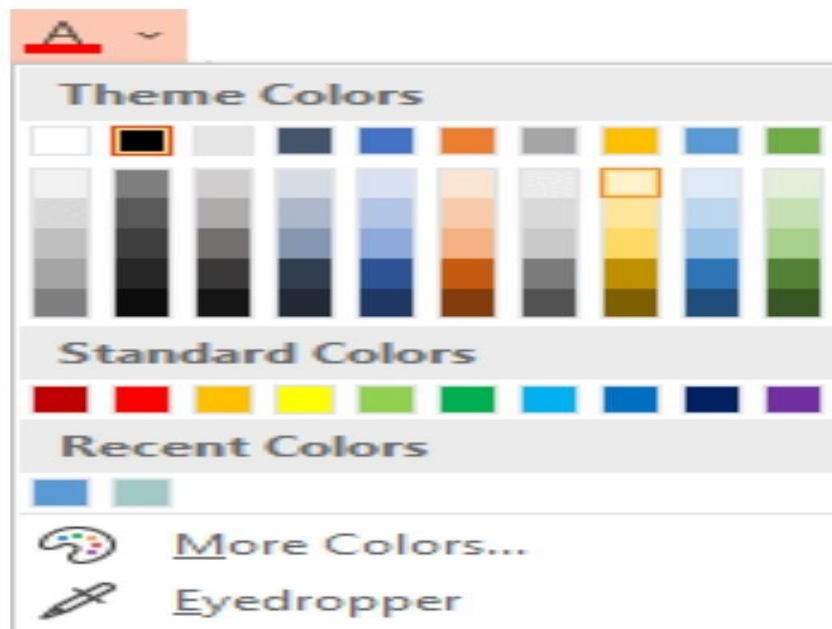 A
Theme Colors
Standard Colors
Recent Colors
More Colors...
Eyedropper